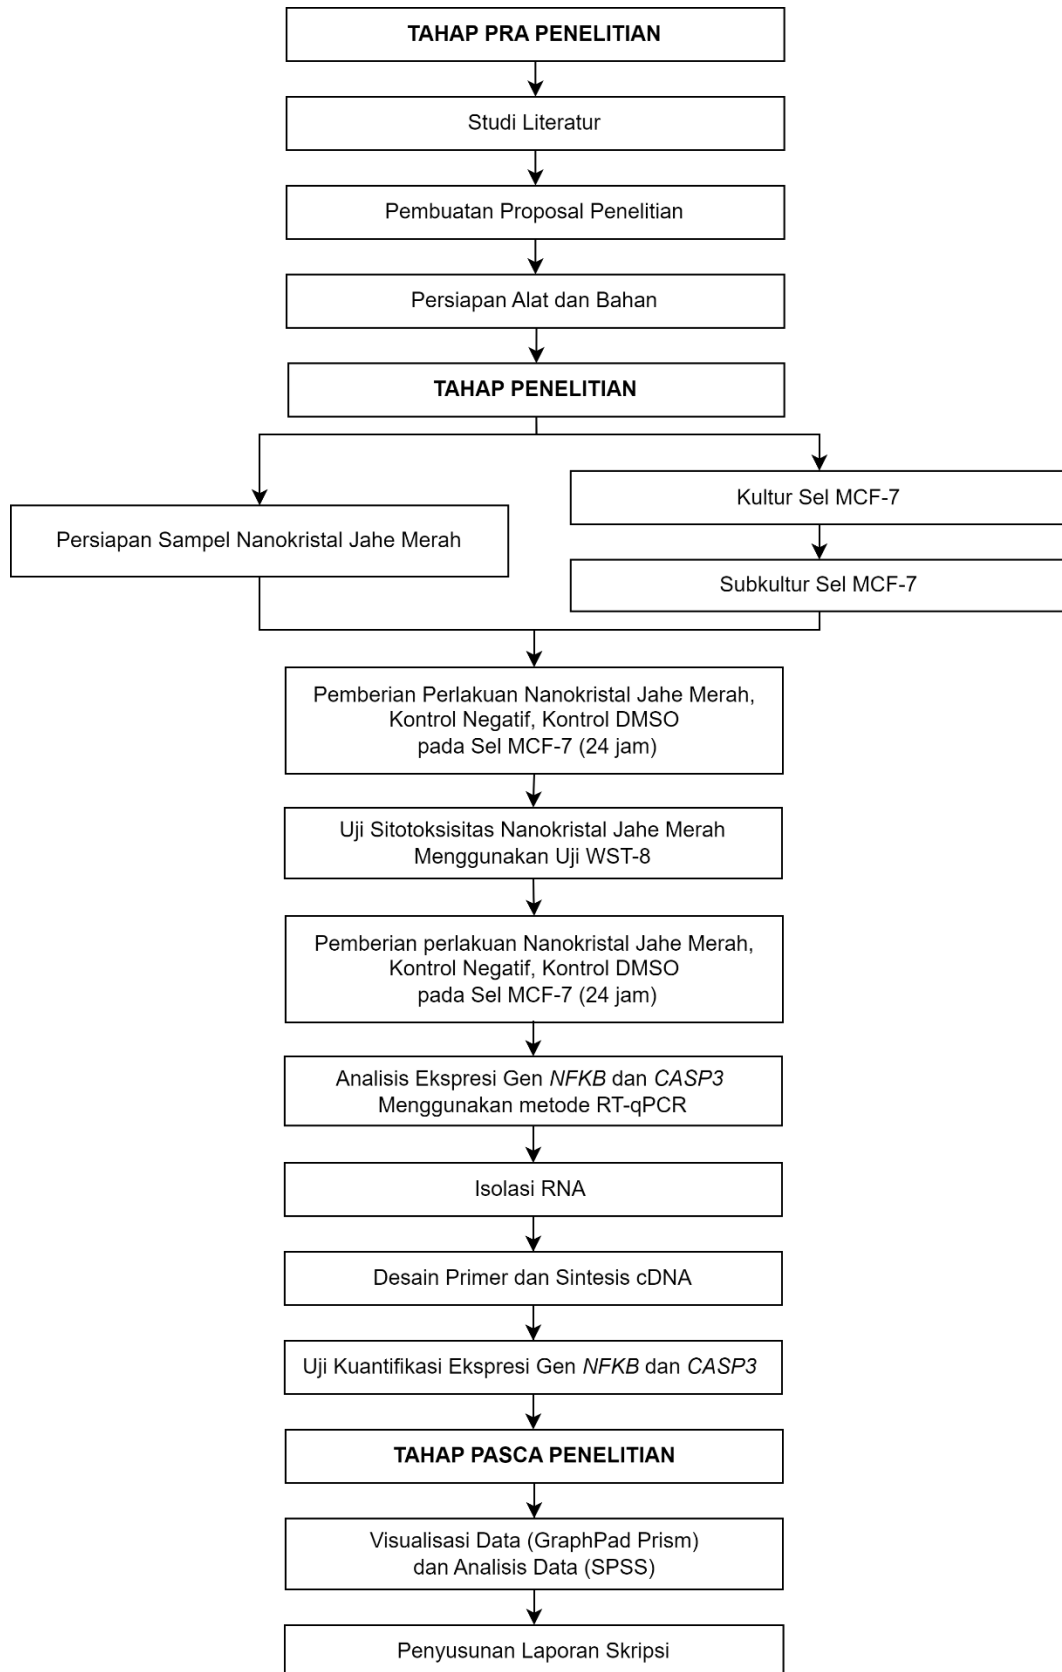 TAHAP PRA PENELITIAN
Studi Literatur
Pembuatan Proposal Penelitian
Persiapan Alat dan Bahan
TAHAP PENELITIAN
Persiapan Sampel Nanokristal Jahe Merah
Kultur Sel MCF-7
Subkultur Sel MCF-7
Pemberian Perlakuan Nanokristal Jahe Merah,
Kontrol Negatif, Kontrol DMSO
pada Sel MCF-7 (24 jam)
Uji Sitotoksisitas Nanokristal Jahe Merah
Menggunakan Uji WST-8
Pemberian perlakuan Nanokristal Jahe Merah,
Kontrol Negatif, Kontrol DMSO
pada Sel MCF-7 (24 jam)
Analisis Ekspresi Gen NFKB dan CASP3
Menggunakan metode RT-qPCR
Isolasi RNA
Desain Primer dan Sintesis cDNA
Uji Kuantifikasi Ekspresi Gen NFKB dan CASP3
TAHAP PASCA PENELITIAN
Visualisasi Data (GraphPad Prism)
dan Analisis Data (SPSS)
Penyusunan Laporan Skripsi